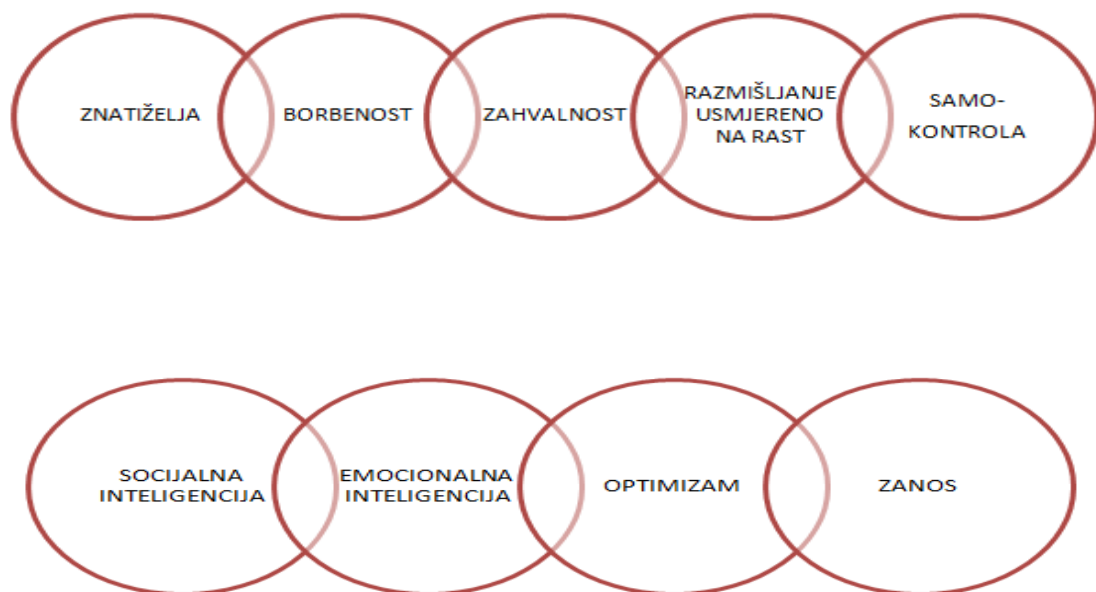 ZNATIŽELJA
BORBENOST
ZAHVALNOST
RAZMIŠLJANJE
USMJERENO
NA RAST
SAMO-
KONTROLA
SOCIJALNA
INTELIGENCIJA
EMOCIONALNA
INTELIGENCIJA
OPTIMIZAM
ZANOS